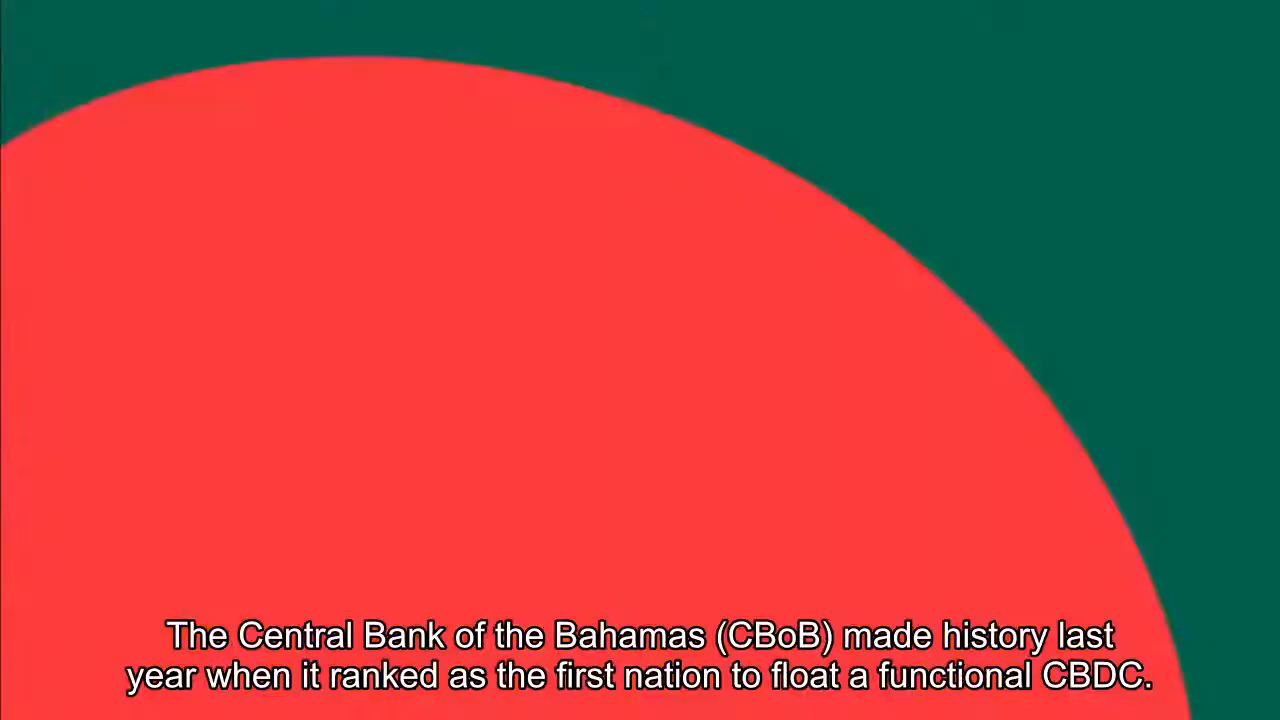 The Central Bank of the Bahamas (CBoB) made history last
year when it ranked as the first nation to float a functional CBDC.